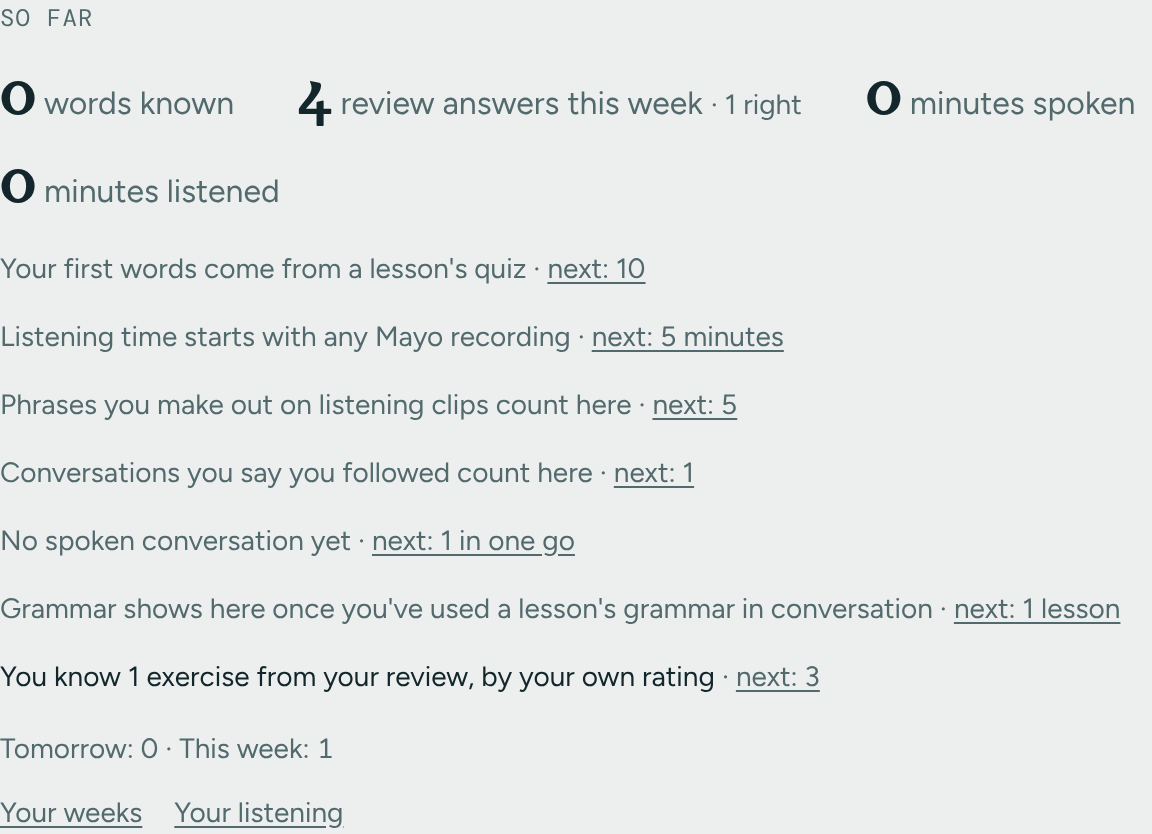 SO FAR
0 words known 4 review answers this week · 1 right 0 minutes spoken
0 minutes listened
Your first words come from a lesson's quiz · next: 10
Listening time starts with any Mayo recording · next: 5 minutes
Phrases you make out on listening clips count here · next: 5
Conversations you say you followed count here · next: 1
No spoken conversation yet · next: 1 in one go
Grammar shows here once you've used a lesson's grammar in conversation · next: 1 lesson
You know 1 exercise from your review, by your own rating · next: 3
Tomorrow: 0 · This week: 1
Your weeks Your listening